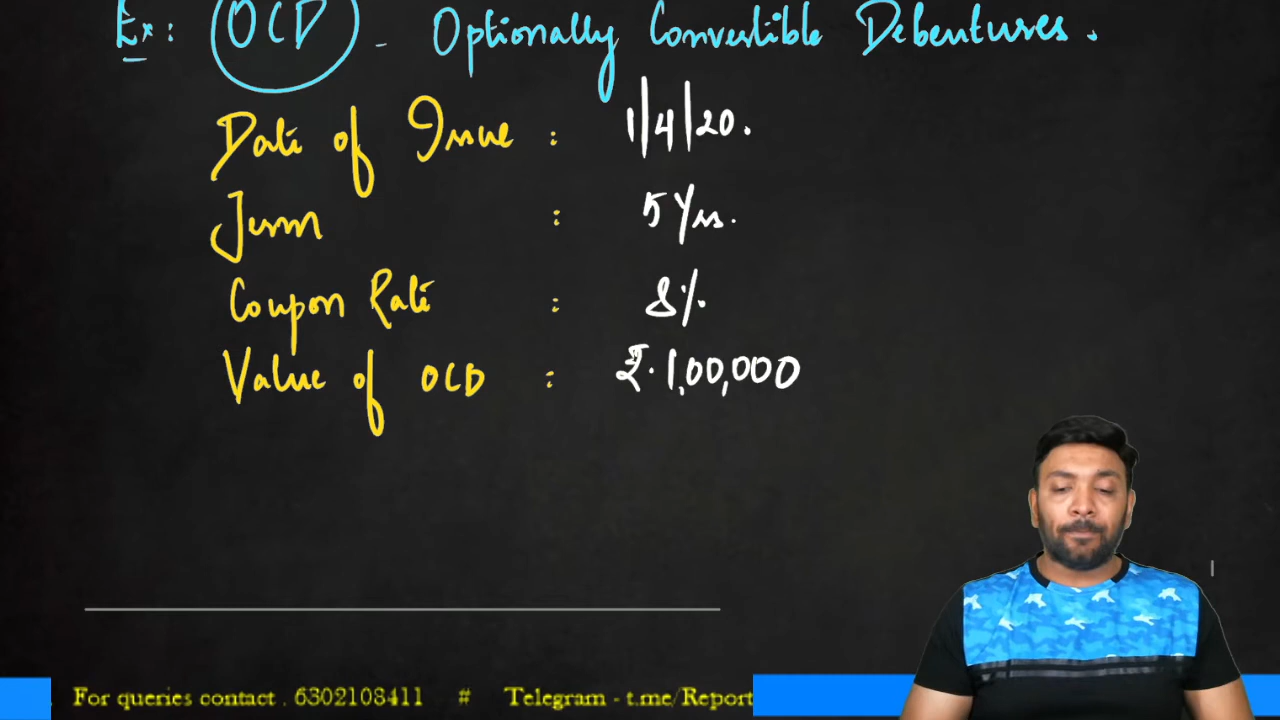 Ex: OCD - Optionally Convertible Debentures.
Date of Issue : 1/4/20.
Term : 5 Yrs.
Coupon Rate : 8%
Value of OCD : ₹.1,00,000
For queries contact . 6302108411 # Telegram - t.me/Report